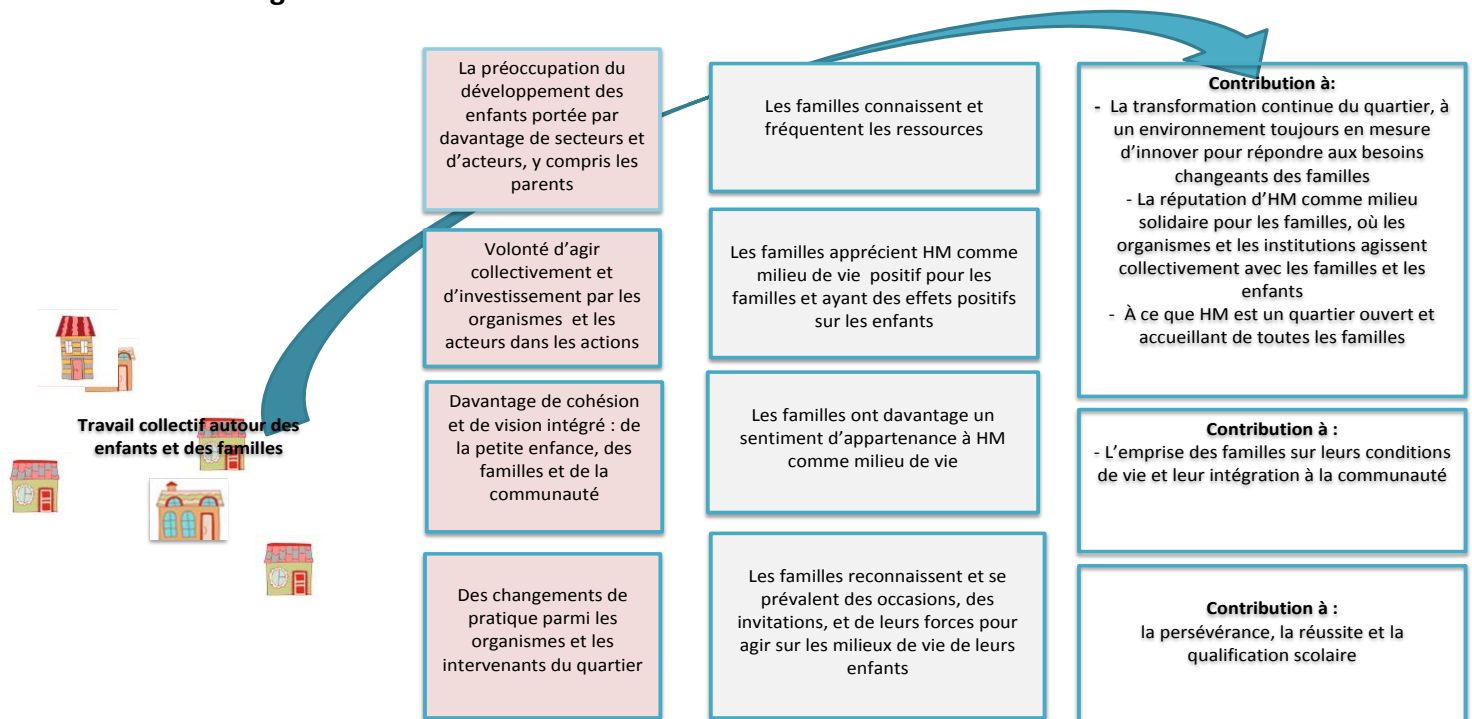 Travail collectif autour des
enfants et des familles
La préoccupation du
développement des
enfants portée par
davantage de secteurs et
d’acteurs, y compris les
parents
Volonté d’agir
collectivement et
d’investissement par les
organismes et les
acteurs dans les actions
Davantage de cohésion
et de vision intégré : de
la petite enfance, des
familles et de la
communauté
Des changements de
pratique parmi les
organismes et les
intervenants du quartier
Les familles connaissent et
fréquentent les ressources
Les familles apprécient HM comme
milieu de vie positif pour les
familles et ayant des effets positifs
sur les enfants
Les familles ont davantage un
sentiment d’appartenance à HM
comme milieu de vie
Les familles reconnaissent et se
prévalent des occasions, des
invitations, et de leurs forces pour
agir sur les milieux de vie de leurs
enfants
Contribution à:
- La transformation continue du quartier, à
un environnement toujours en mesure
d’innover pour répondre aux besoins
changeants des familles
- La réputation d’HM comme milieu
solidaire pour les familles, où les
organismes et les institutions agissent
collectivement avec les familles et les
enfants
- À ce que HM est un quartier ouvert et
accueillant de toutes les familles
Contribution à :
- L’emprise des familles sur leurs conditions
de vie et leur intégration à la communauté
Contribution à :
la persévérance, la réussite et la
qualification scolaire